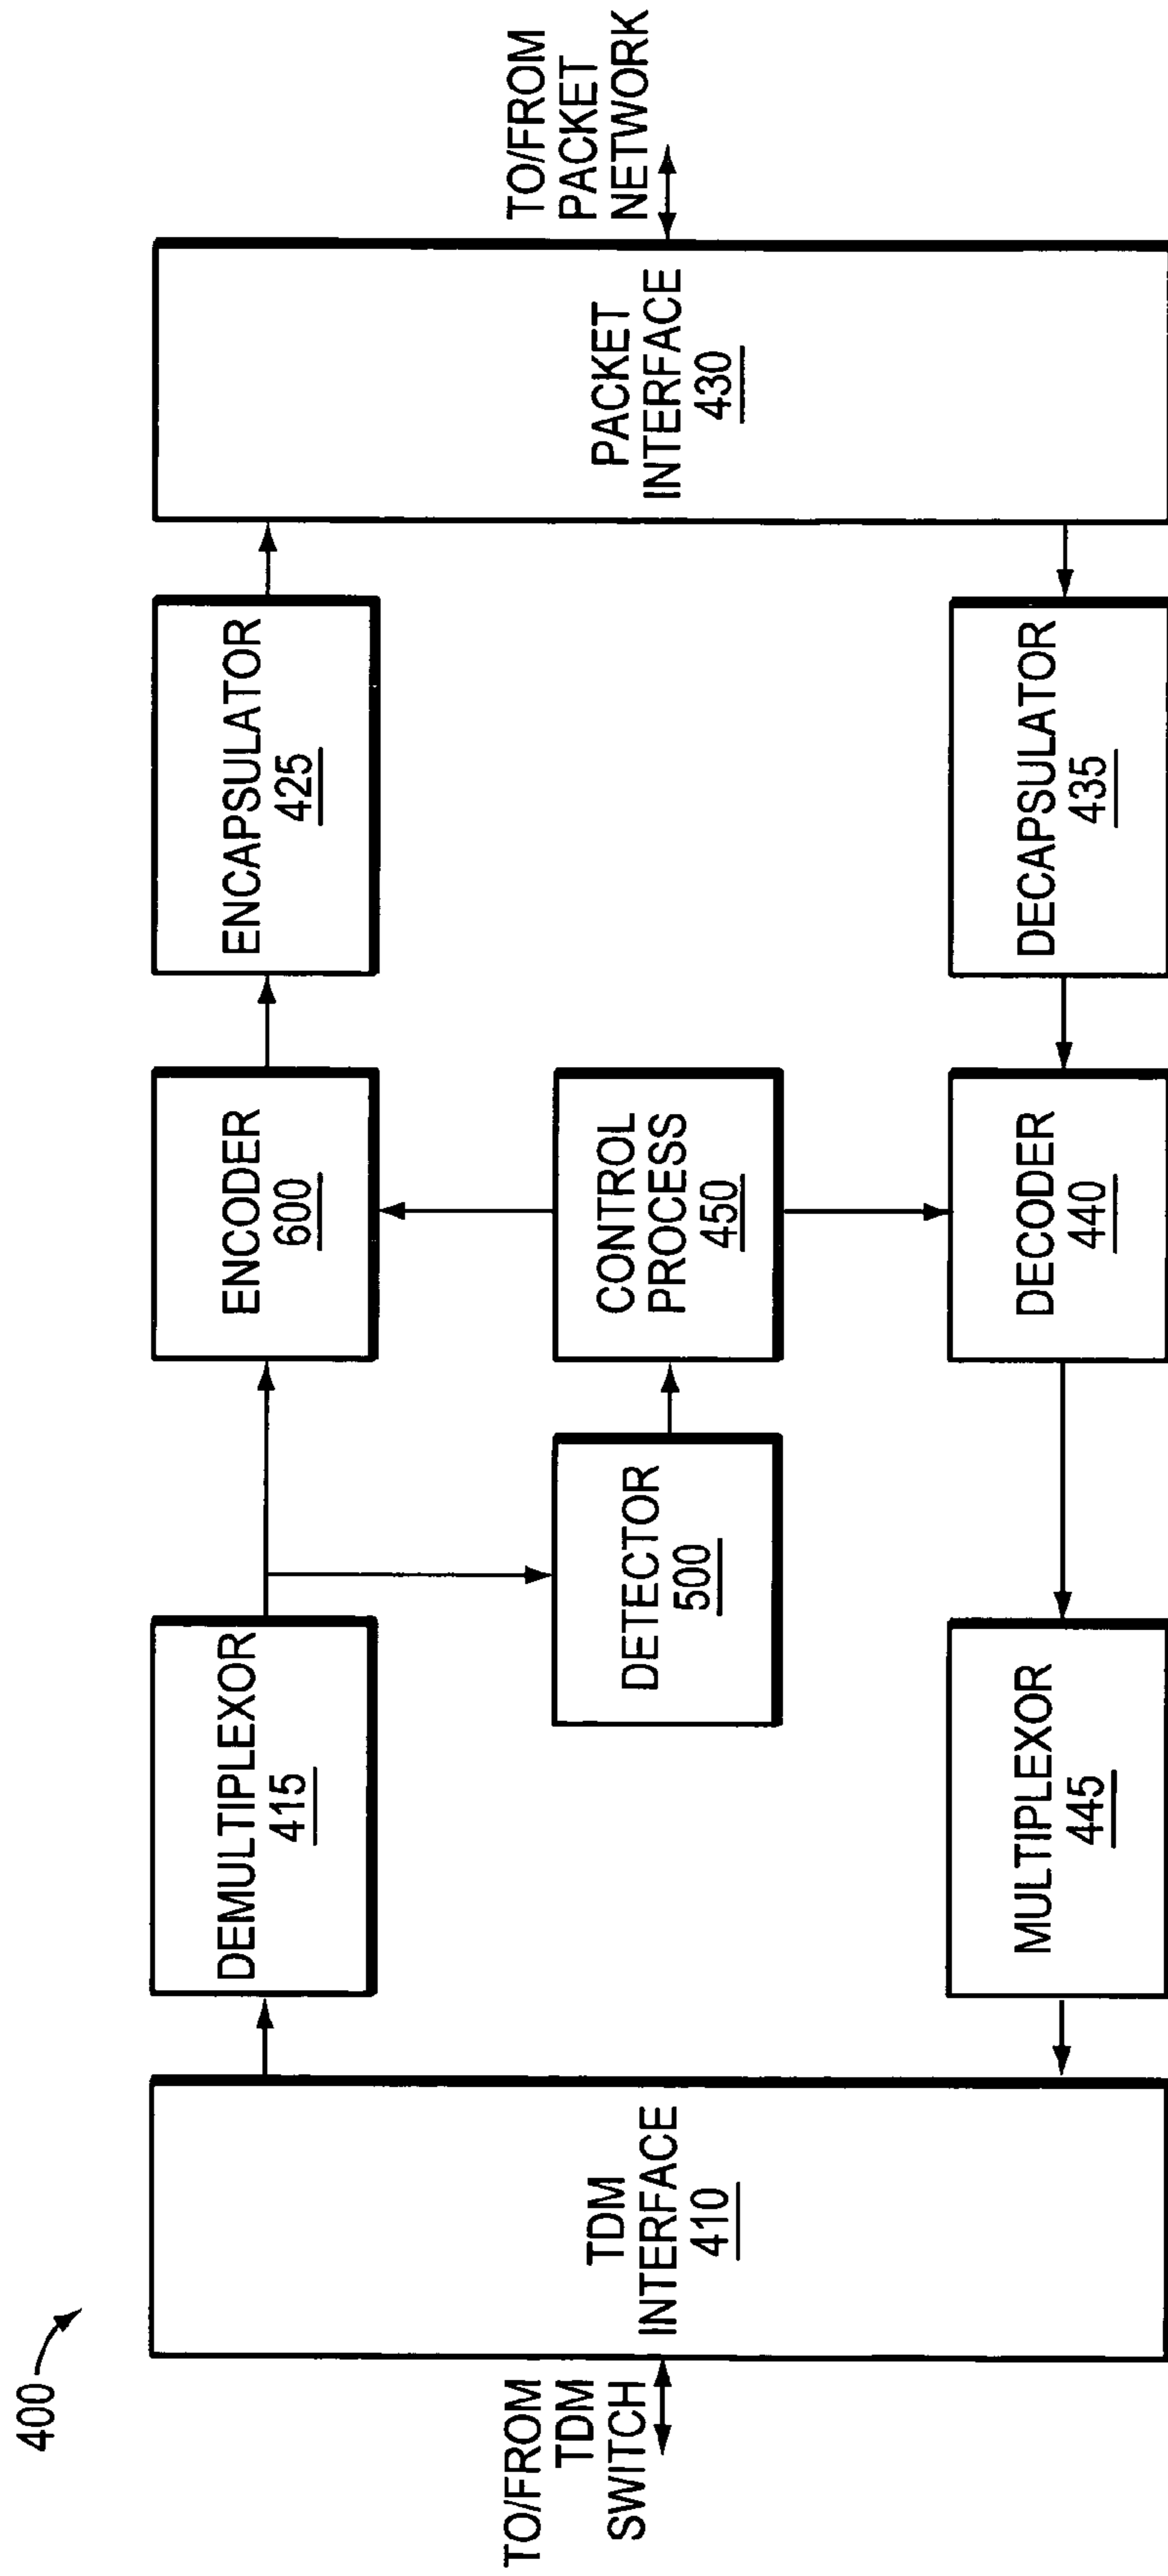 400
TO/FROM
TDM
SWITCH
TDM
INTERFACE
410
DEMULTIPLEXOR
415
ENCODER
600
ENCAPSULATOR
425
DETECTOR
500
CONTROL
PROCESS
450
MULTIPLEXOR
445
DECODER
440
DECAPSULATOR
435
PACKET
INTERFACE
430
TO/FROM
PACKET
NETWORK